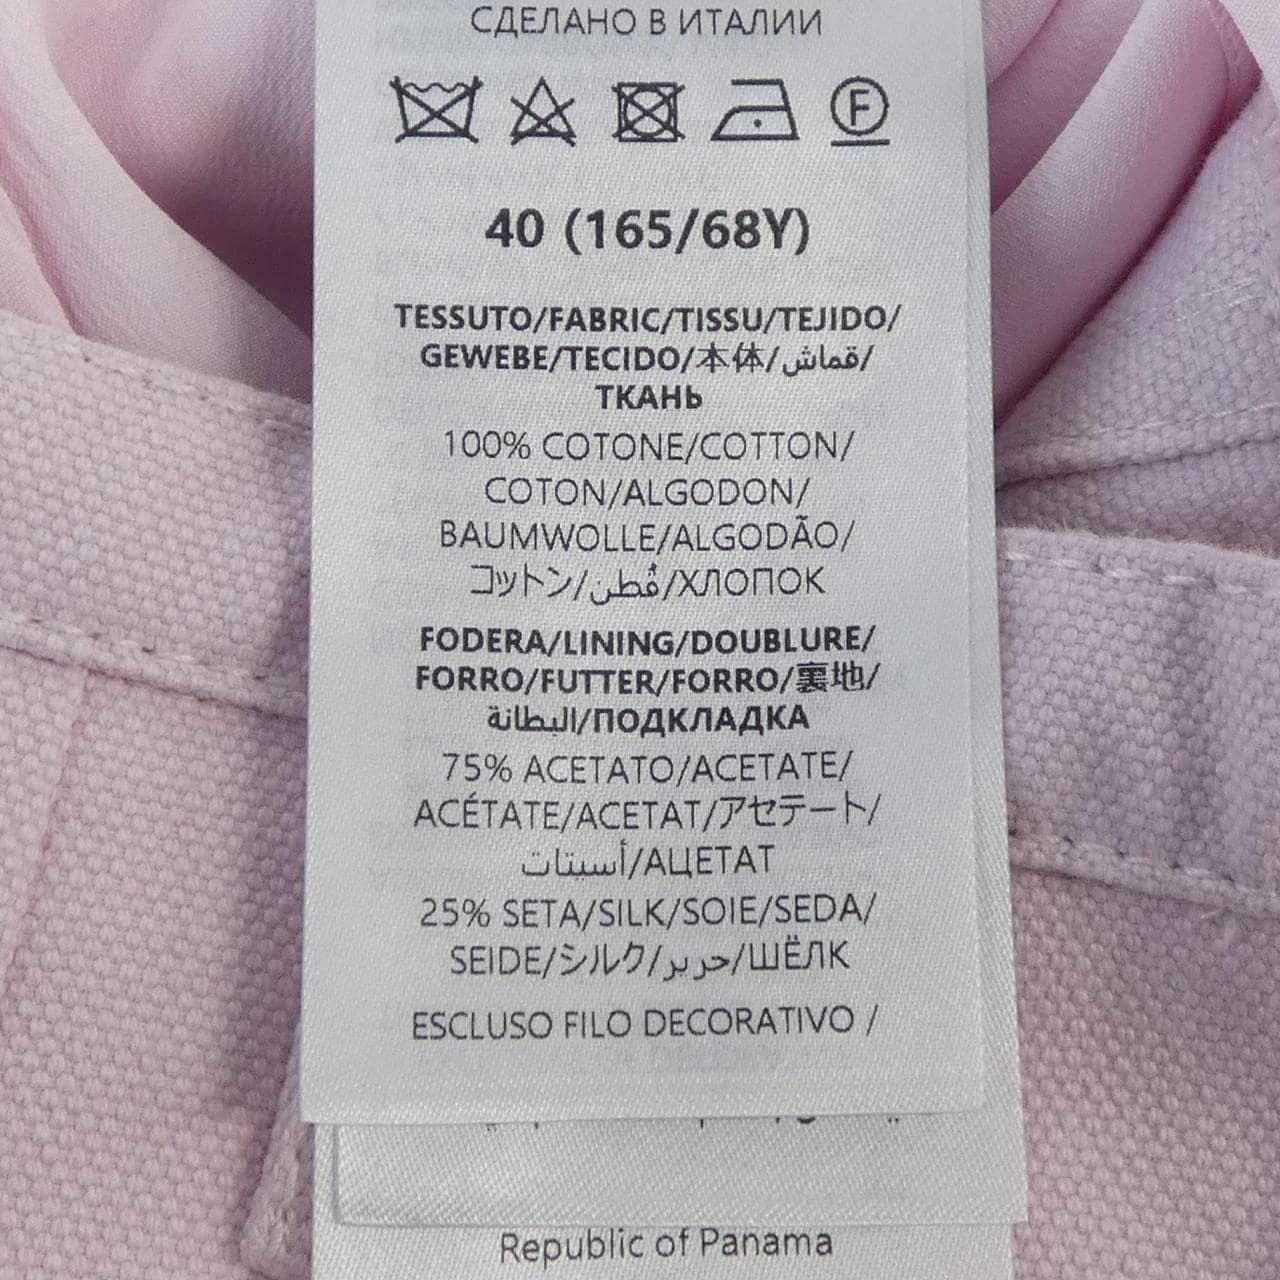 СДЕЛАНО В ИТАЛИИ
F
40 (165/68Y)
TESSUTO/FABRIC/TISSU/TEJIDO/
GEWEBE/TECIDO/本体/قماش/
ТКАНЬ
100% COTONE/COTTON/
COTON/ALGODON/
BAUMWOLLE/ALGODÃO/
コットン/قُطن/ХЛОПОК
FODERA/LINING/DOUBLURE/
FORRO/FUTTER/FORRO/裏地/
البطانة/ПОДКЛАДКА
75% ACETATO/ACETATE/
ACÉTATE/ACETAT/アセテート/
أسيتات/АЦЕТАТ
25% SETA/SILK/SOIE/SEDA/
SEIDE/シルク/حرير/ШЁЛК
ESCLUSO FILO DECORATIVO /
Republic of Panama